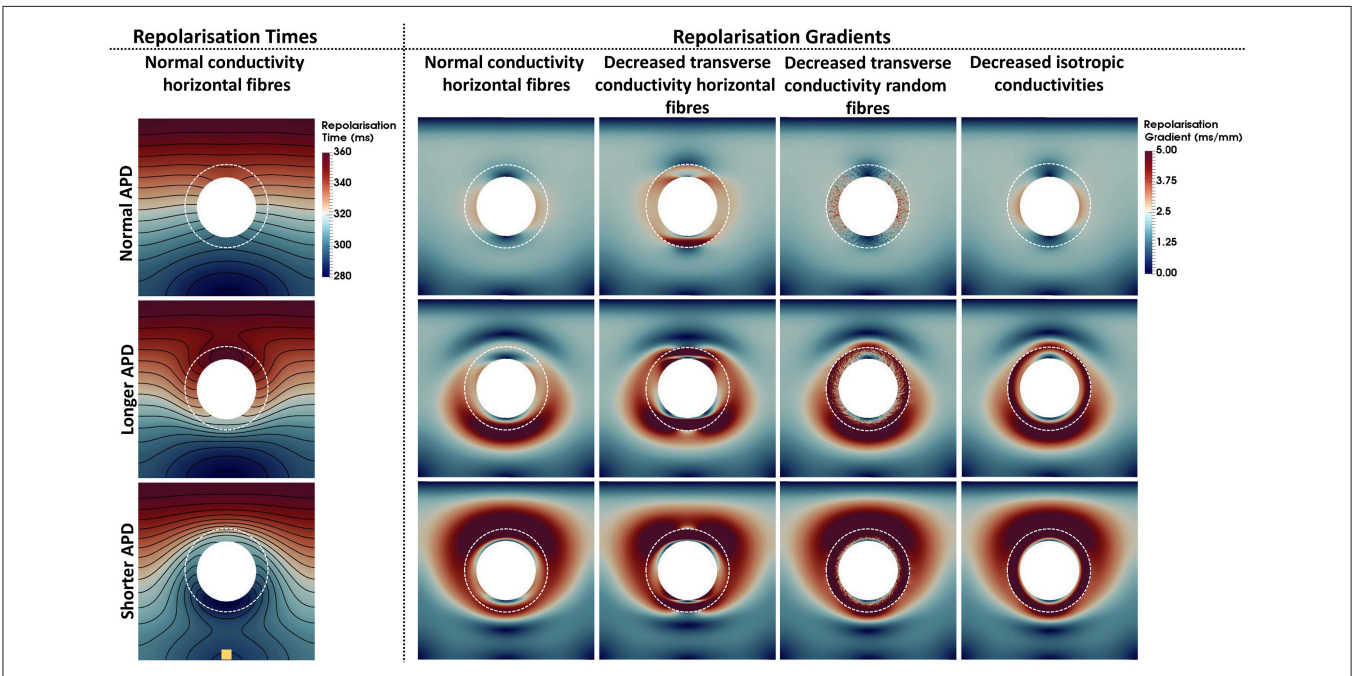 Repolarisation Times
Repolarisation Gradients
Normal conductivity
horizontal fibres
Normal conductivity
horizontal fibres
Decreased transverse
conductivity horizontal
fibres
Decreased transverse
conductivity random
fibres
Decreased isotropic
conductivities
Normal APD
Repolarisation
Time (ms)
360
340
320
300
280
Repolarisation
Gradient (ms/mm)
5.00
3.75
2.5
1.25
0.00
Longer APD
Shorter APD